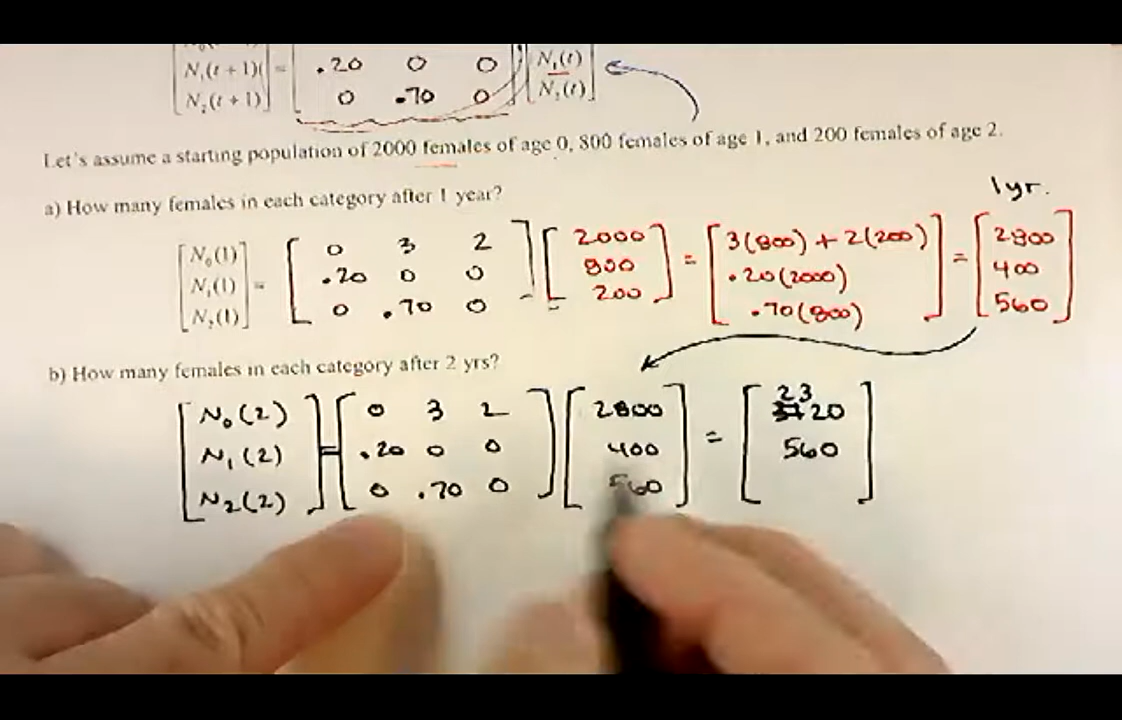 N₁(t + 1)( = [ .20 0 0 ] [ N₁(t)
N₂(t + 1) ] [ 0 .70 0 ] N₂(t) ]
Let's assume a starting population of 2000 females of age 0, 800 females of age 1, and 200 females of age 2.
a) How many females in each category after 1 year?
1 yr.
[ N₀(1) ] [ 0 3 2 ] [ 2000 ] [ 3(800) + 2(200) ] [ 2800 ]
[ N₁(1) ] = [ .20 0 0 ] [ 800 ] = [ .20(2000) ] = [ 400 ]
[ N₂(1) ] [ 0 .70 0 ] [ 200 ] [ .70(800) ] [ 560 ]
b) How many females in each category after 2 yrs?
[ N₀(2) ] [ 0 3 2 ] [ 2800 ] [ 2320 ]
[ N₁(2) ] = [ .20 0 0 ] [ 400 ] = [ 560 ]
[ N₂(2) ] [ 0 .70 0 ] [ 560 ] [ ]